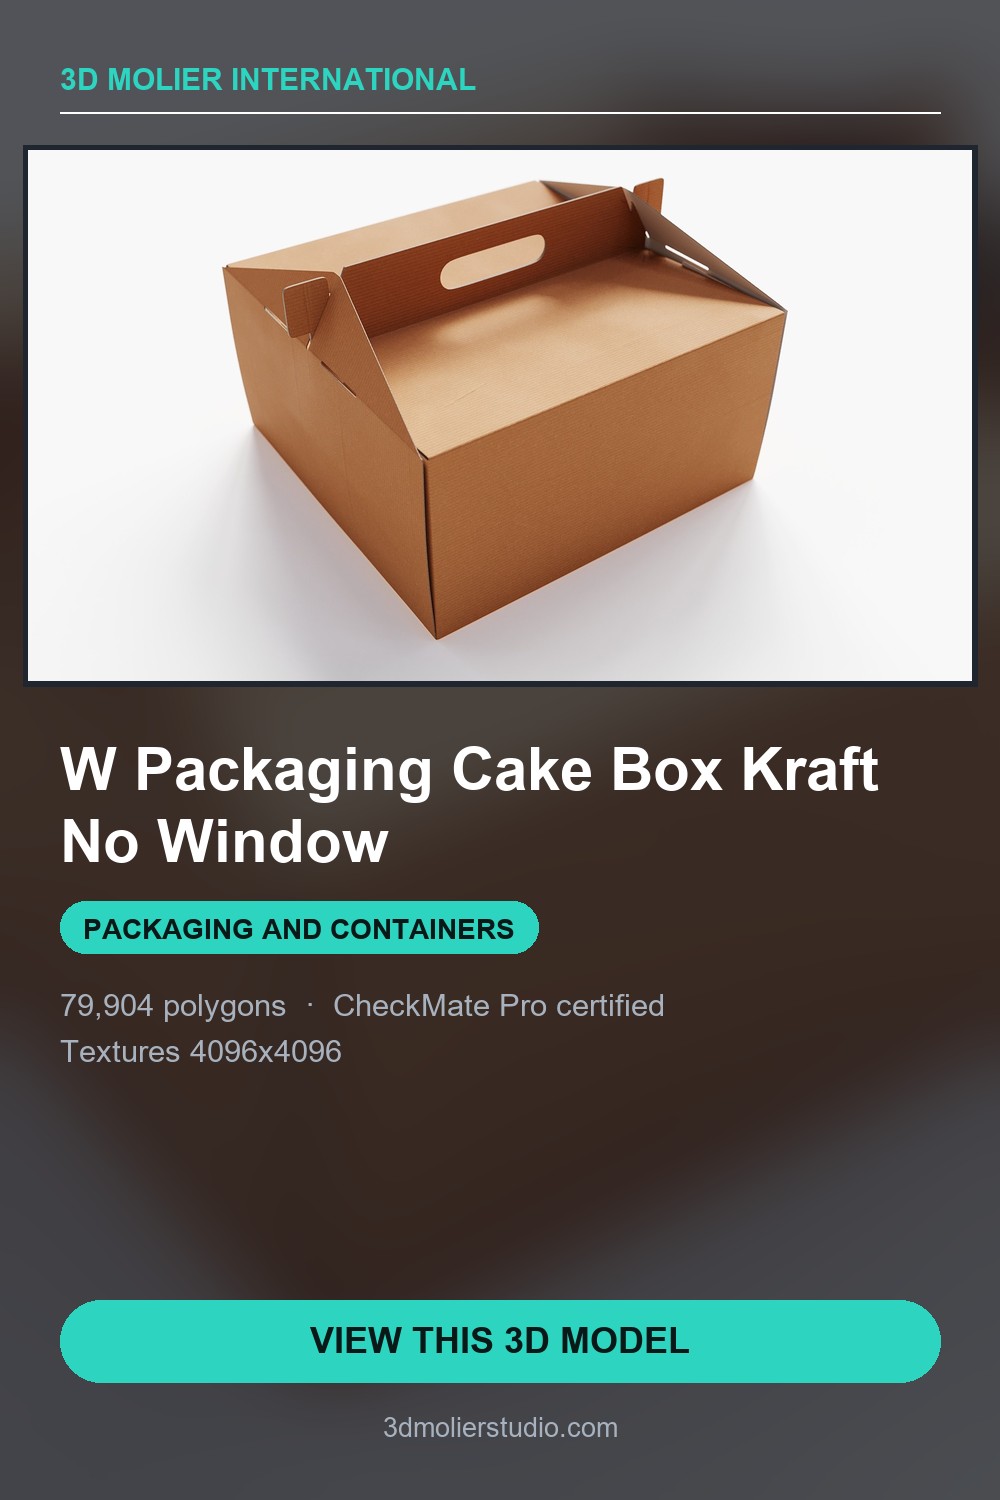 3D MOLIER INTERNATIONAL
W Packaging Cake Box Kraft
No Window
PACKAGING AND CONTAINERS
79,904 polygons · CheckMate Pro certified
Textures 4096x4096
VIEW THIS 3D MODEL
3dmolierstudio.com